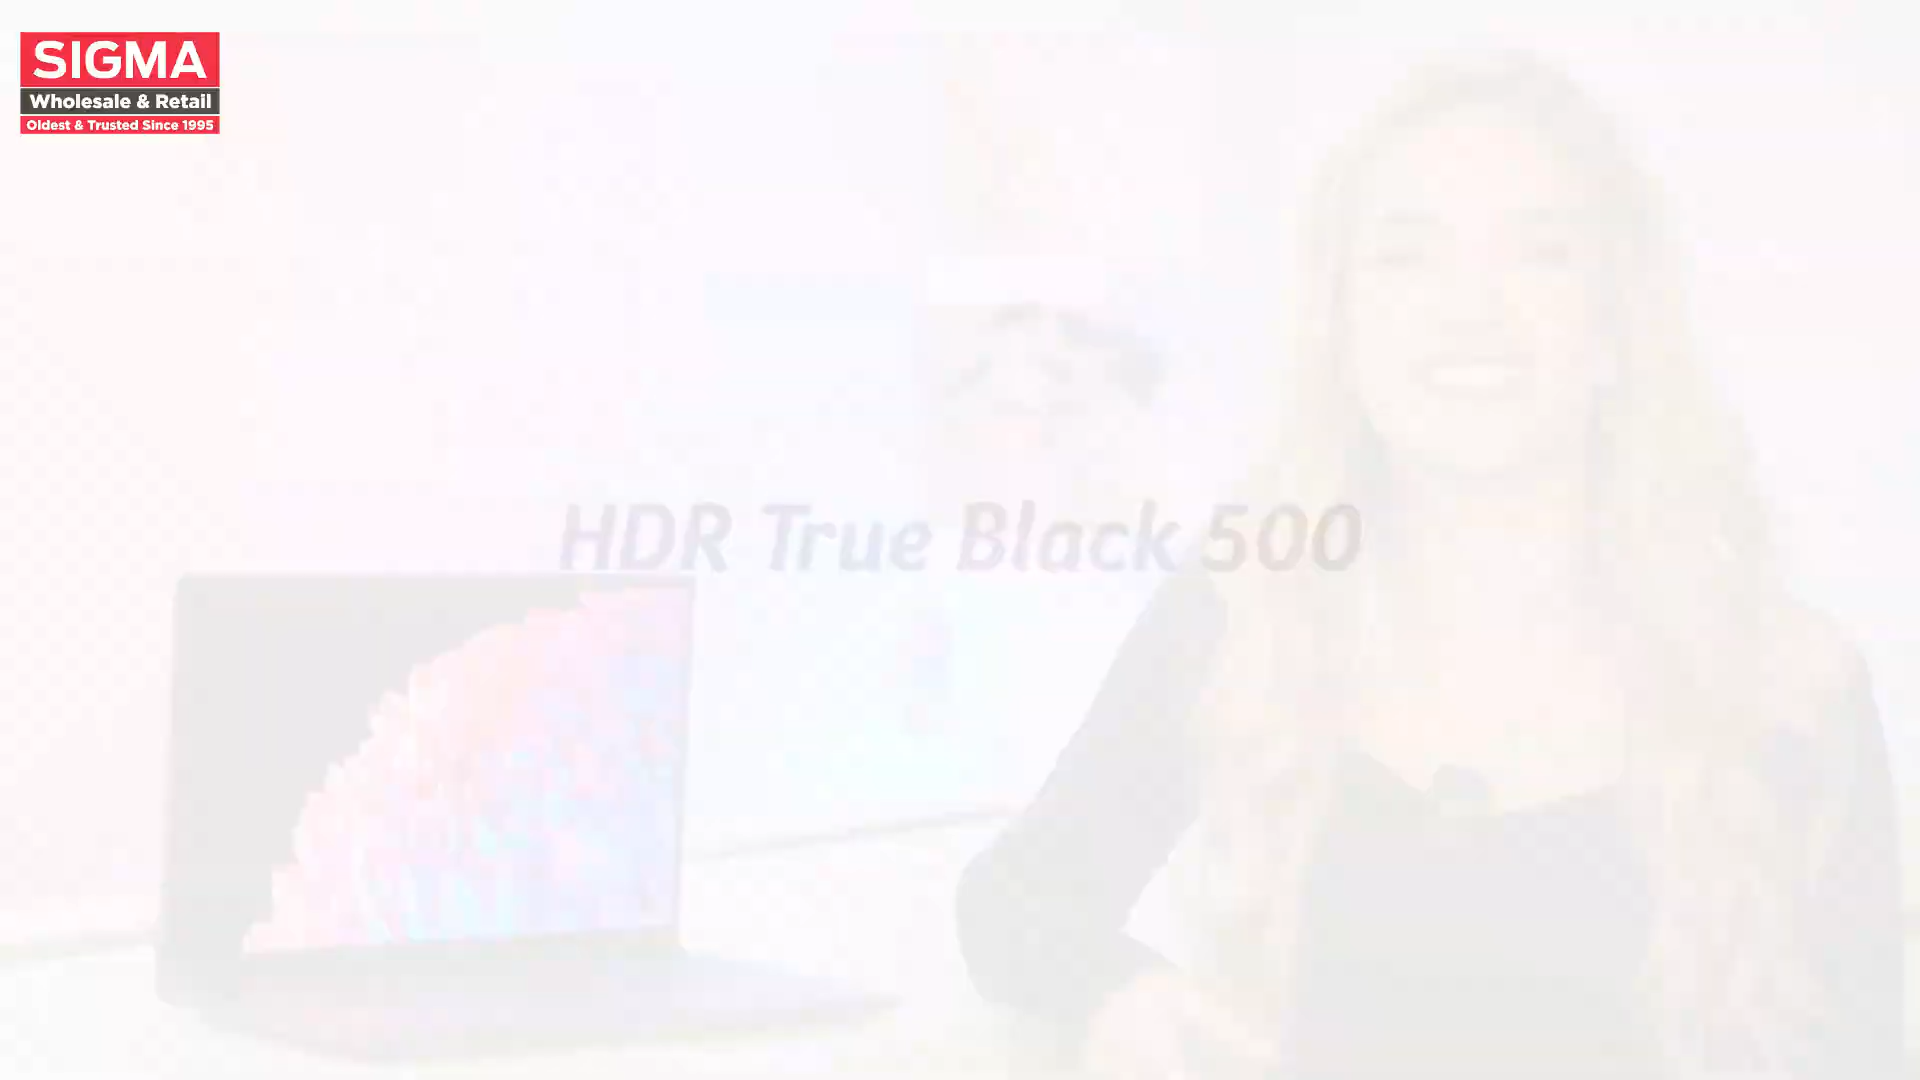 SIGMA
Wholesale & Retail
Oldest & Trusted Since 1995
HDR True Black 500